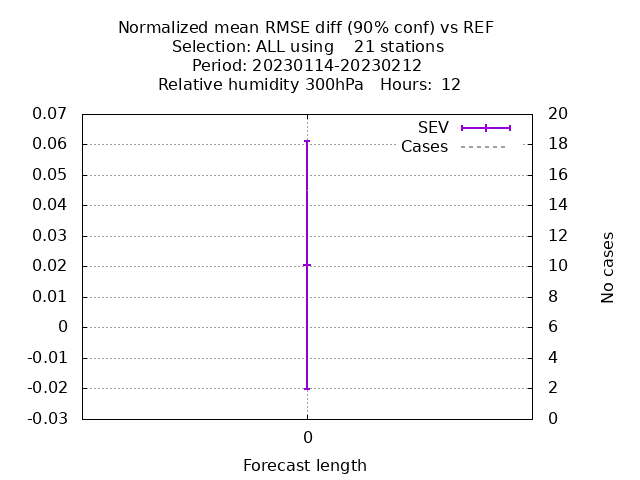 Normalized mean RMSE diff (90% conf) vs REF
Selection: ALL using    21 stations
Period: 20230114-20230212
Relative humidity 300hPa   Hours:  12
0.07
0.06
0.05
0.04
0.03
0.02
0.01
0
-0.01
-0.02
-0.03
SEV
Cases
20
18
16
14
12
10
8
6
4
2
0
No cases
0
Forecast length